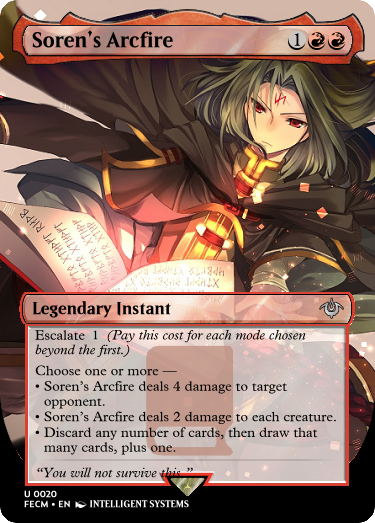 Soren's Arcfire 1
Legendary Instant
Escalate 1 (Pay this cost for each mode chosen
beyond the first.)
Choose one or more —
• Soren's Arcfire deals 4 damage to target
opponent.
• Soren's Arcfire deals 2 damage to each creature.
• Discard any number of cards, then draw that
many cards, plus one.
“You will not survive this.”
U 0020
FECM • EN INTELLIGENT SYSTEMS